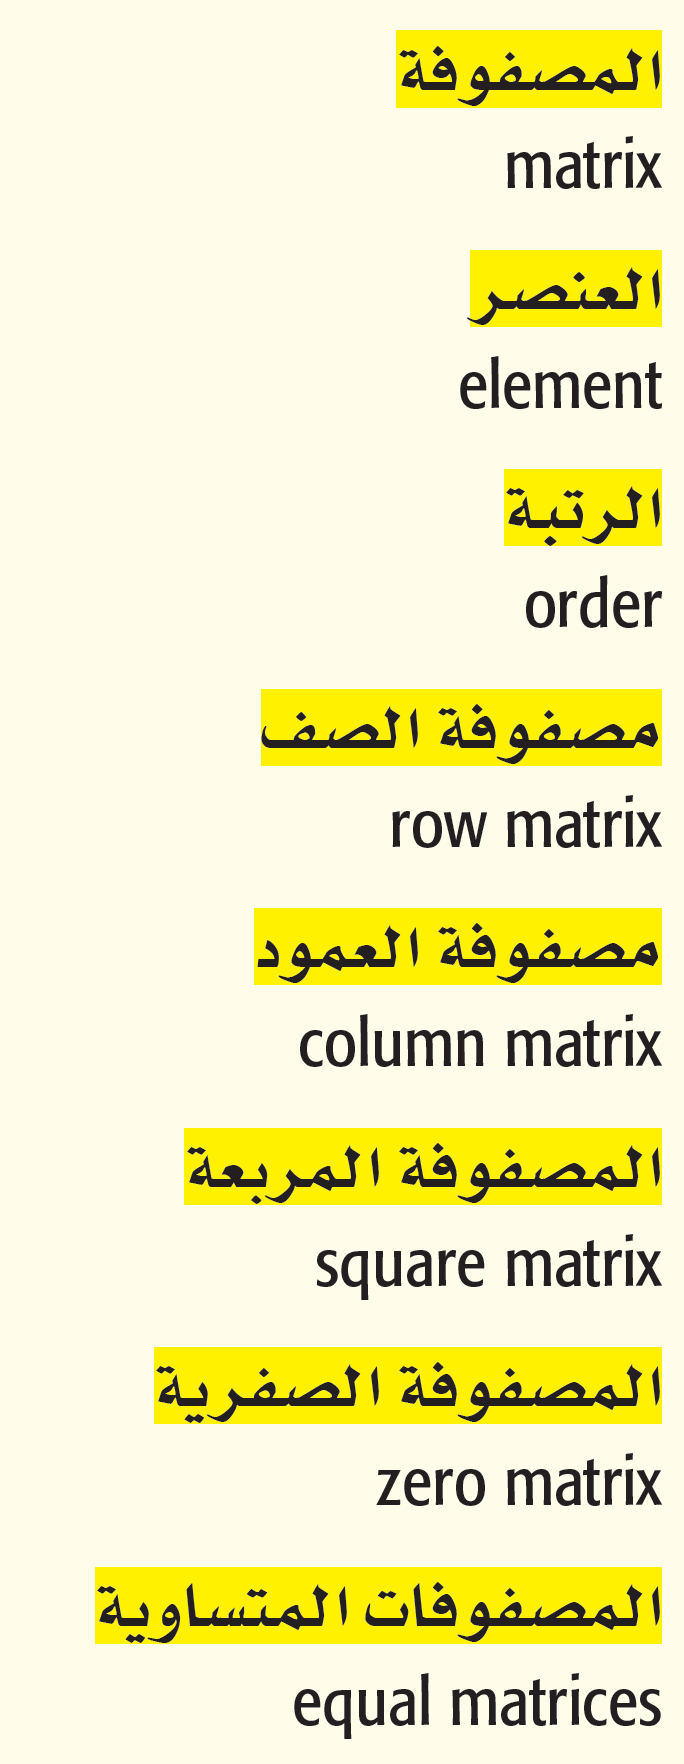 المصفوفة
matrix
العنصر
element
الرتبة
order
مصفوفة الصف
row matrix
مصفوفة العمود
column matrix
المصفوفة المربعة
square matrix
المصفوفة الصفرية
zero matrix
المصفوفات المتساوية
equal matrices